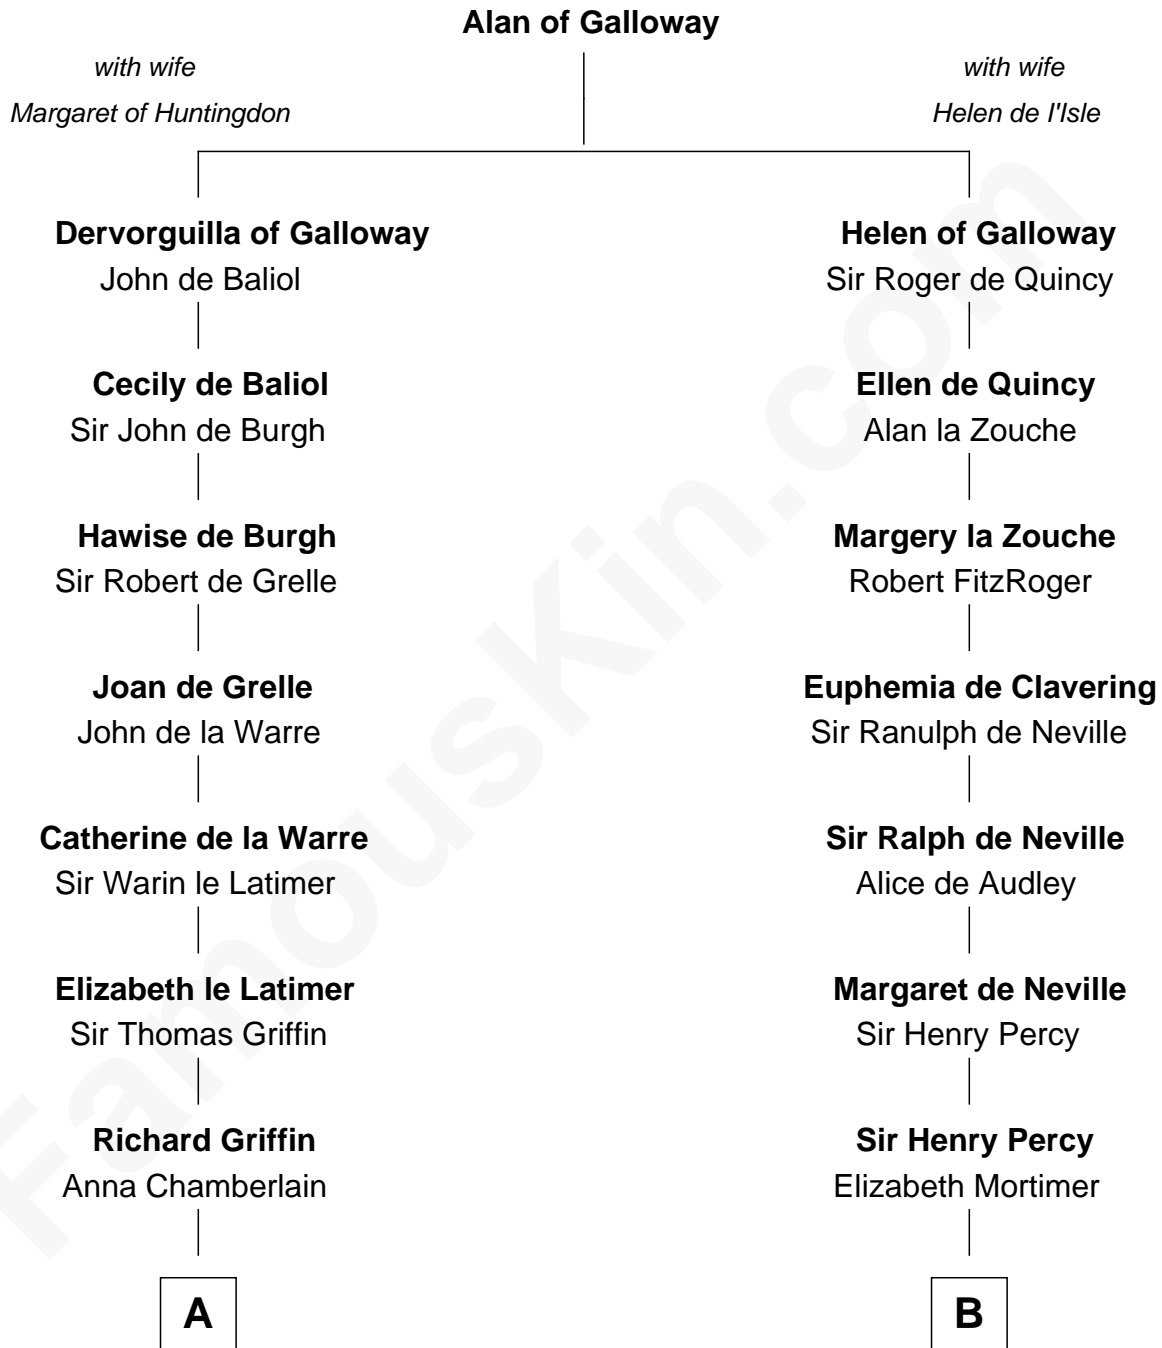 Alan of Galloway
with wife
Margaret of Huntingdon
with wife
Helen de l'Isle
Dervorguilla of Galloway
John de Baliol
Helen of Galloway
Sir Roger de Quincy
Cecily de Baliol
Sir John de Burgh
Ellen de Quincy
Alan la Zouche
Hawise de Burgh
Sir Robert de Grelle
Margery la Zouche
Robert FitzRoger
Joan de Grelle
John de la Warre
Euphemia de Clavering
Sir Ranulph de Neville
Catherine de la Warre
Sir Warin le Latimer
Sir Ralph de Neville
Alice de Audley
Elizabeth le Latimer
Sir Thomas Griffin
Margaret de Neville
Sir Henry Percy
Richard Griffin
Anna Chamberlain
Sir Henry Percy
Elizabeth Mortimer
A
B
FamousKin.com